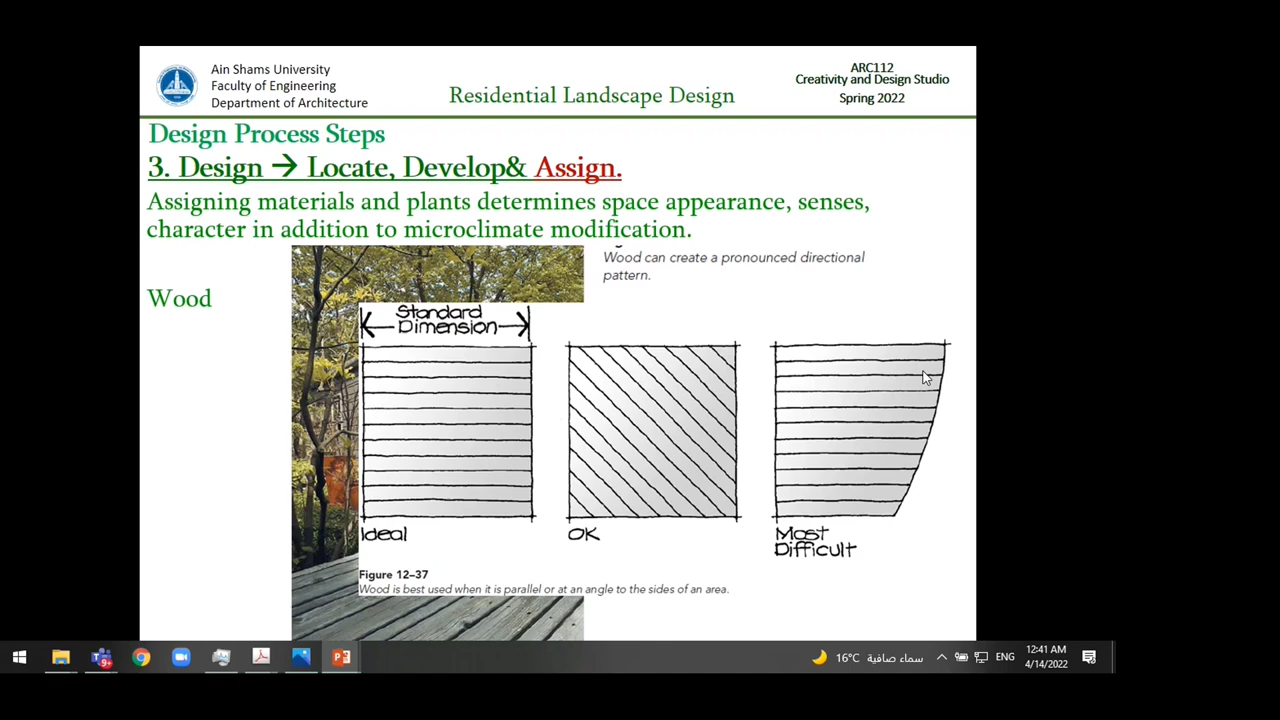 Ain Shams University
Faculty of Engineering
Department of Architecture
Residential Landscape Design
ARC112
Creativity and Design Studio
Spring 2022
Design Process Steps
3. Design → Locate, Develop& Assign.
Assigning materials and plants determines space appearance, senses,
character in addition to microclimate modification.
Wood can create a pronounced directional
pattern.
Wood
Standard
Dimension
Ideal
OK
Most
Difficult
Figure 12–37
Wood is best used when it is parallel or at an angle to the sides of an area.
9+
16°C سماء صافية
ENG
12:41 AM
4/14/2022